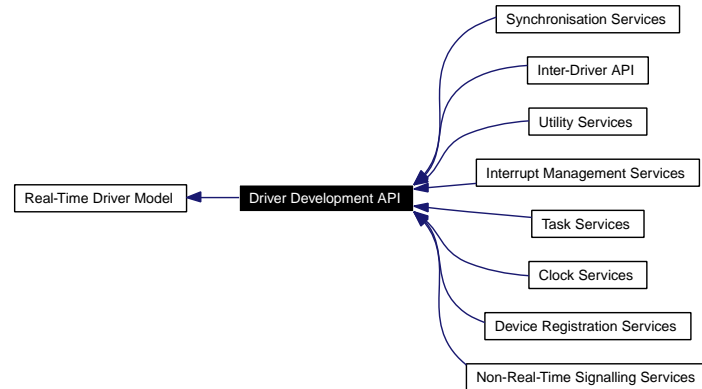 Synchronisation Services
Inter-Driver API
Utility Services
Interrupt Management Services
Real-Time Driver Model
Driver Development API
Task Services
Clock Services
Device Registration Services
Non-Real-Time Signalling Services